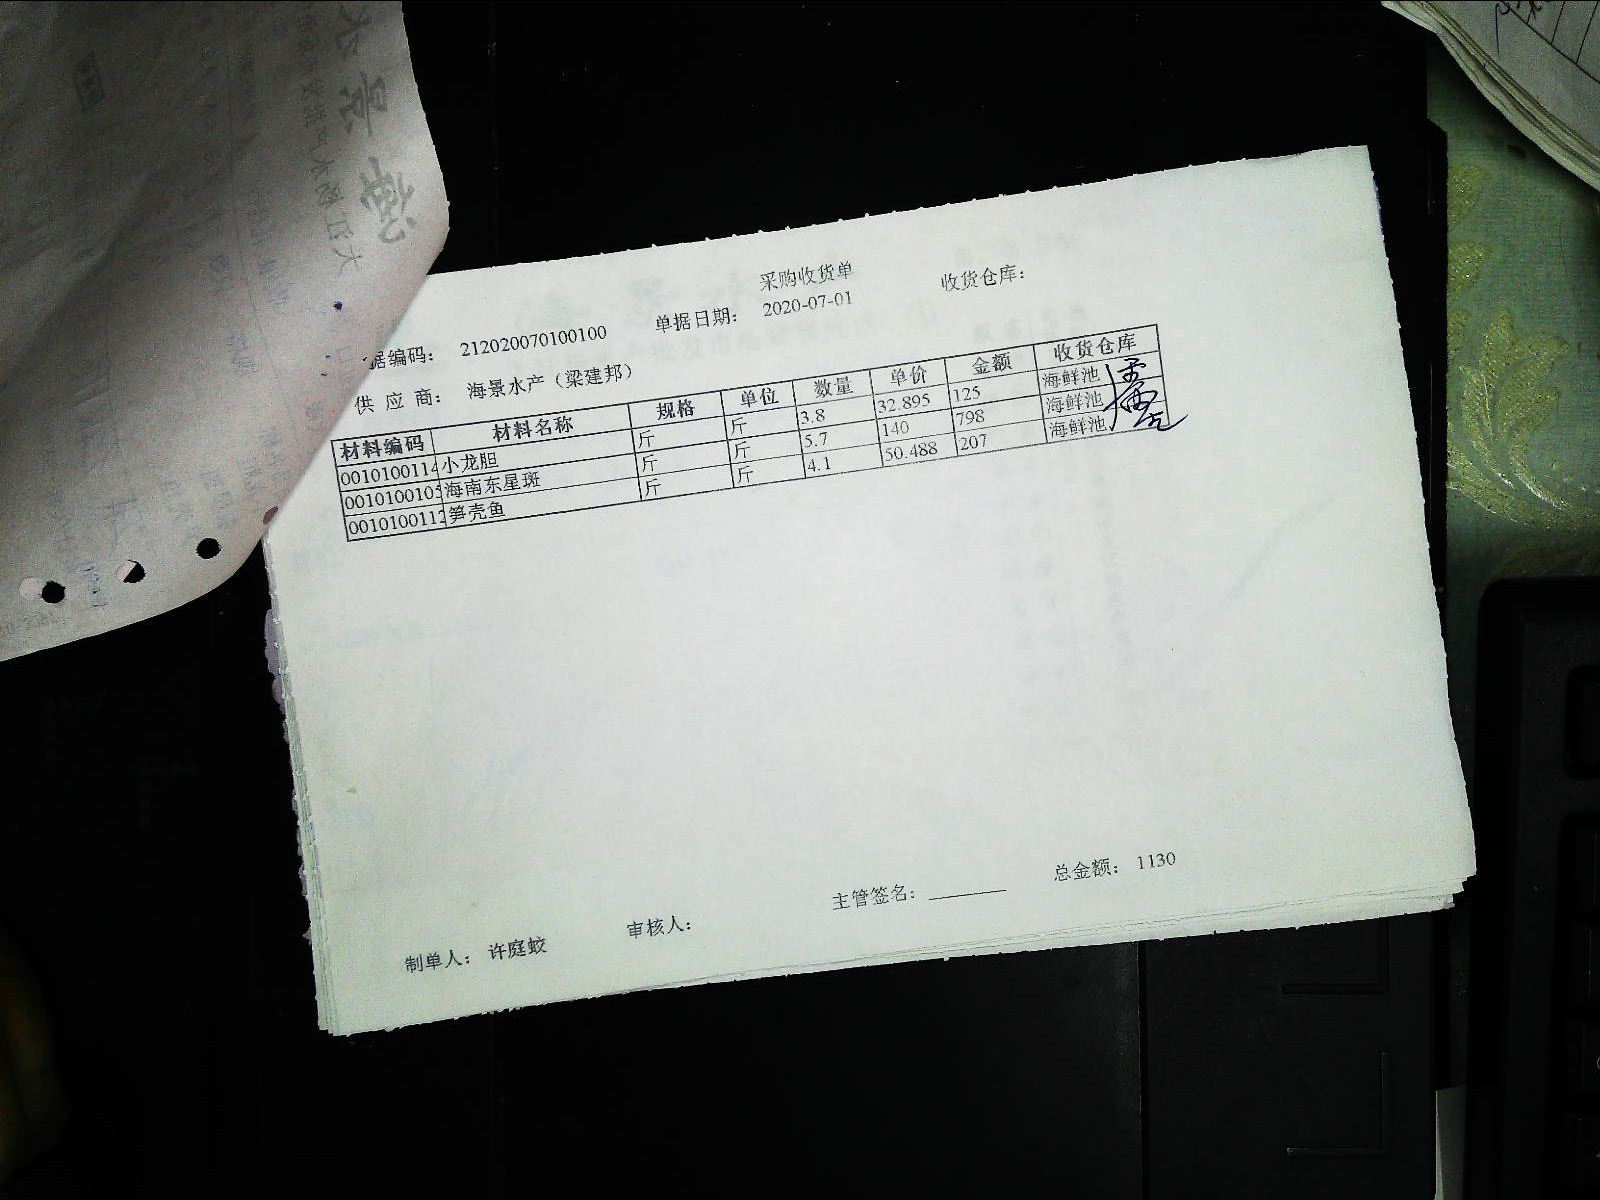 采购收货单
据编码: 212020070100100 单据日期: 2020-07-01 收货仓库:
供 应 商: 海景水产（梁建邦）
材料编码 材料名称 规格 单位 数量 单价 金额 收货仓库
0010100114 小龙胆 斤 斤 3.8 32.895 125 海鲜池
001010010 海南东星斑 斤 斤 5.7 140 798 海鲜池
001010011 笋壳鱼 斤 斤 4.1 50.488 207 海鲜池
制单人: 许庭蛟 审核人: 主管签名: 总金额: 1130